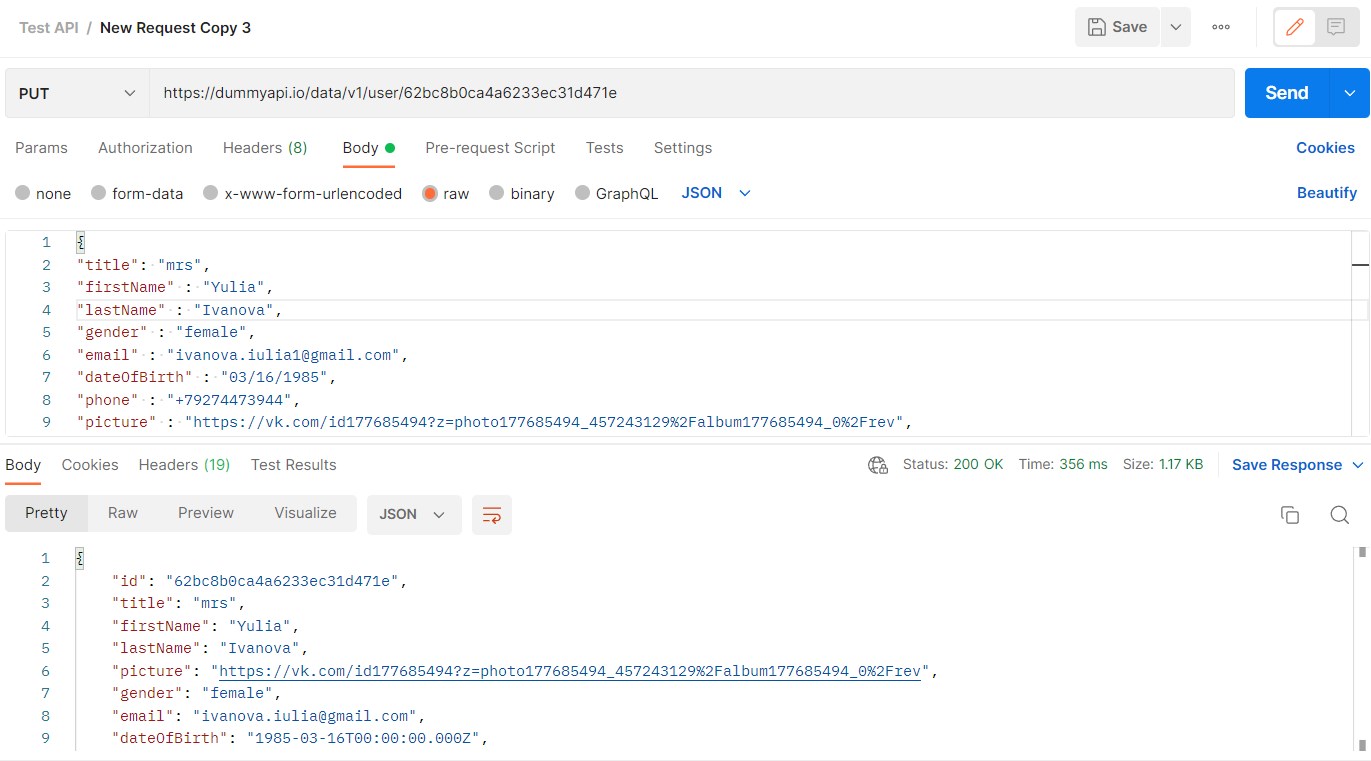 Test API / New Request Copy 3 Save
PUT https://dummyapi.io/data/v1/user/62bc8b0ca4a6233ec31d471e Send
Params Authorization Headers (8) Body Pre-request Script Tests Settings Cookies
none form-data x-www-form-urlencoded raw binary GraphQL JSON Beautify
1 {
2 "title": "mrs",
3 "firstName" : "Yulia",
4 "lastName" : "Ivanova",
5 "gender" : "female",
6 "email" : "ivanova.iulia1@gmail.com",
7 "dateOfBirth" : "03/16/1985",
8 "phone" : "+79274473944",
9 "picture" : "https://vk.com/id177685494?z=photo177685494_457243129%2Falbum177685494_0%2Frev",
Body Cookies Headers (19) Test Results Status: 200 OK Time: 356 ms Size: 1.17 KB Save Response
Pretty Raw Preview Visualize JSON
1 {
2 "id": "62bc8b0ca4a6233ec31d471e",
3 "title": "mrs",
4 "firstName": "Yulia",
5 "lastName": "Ivanova",
6 "picture": "https://vk.com/id177685494?z=photo177685494_457243129%2Falbum177685494_0%2Frev",
7 "gender": "female",
8 "email": "ivanova.iulia@gmail.com",
9 "dateOfBirth": "1985-03-16T00:00:00.000Z",